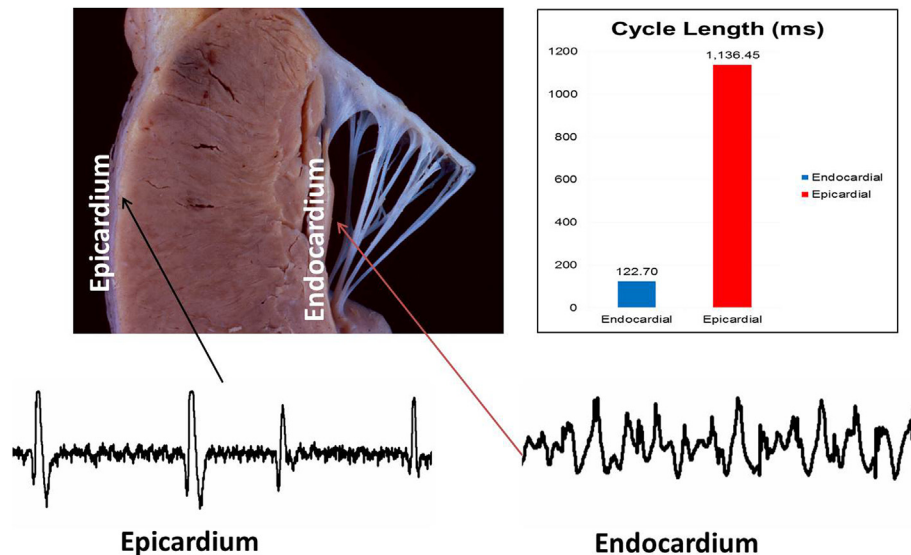 Epicardium
Endocardium
Cycle Length (ms)
1200
1000
800
600
400
200
0
122.70
1,136.45
Endocardial
Epicardial
Endocardial
Epicardial
Epicardium
Endocardium